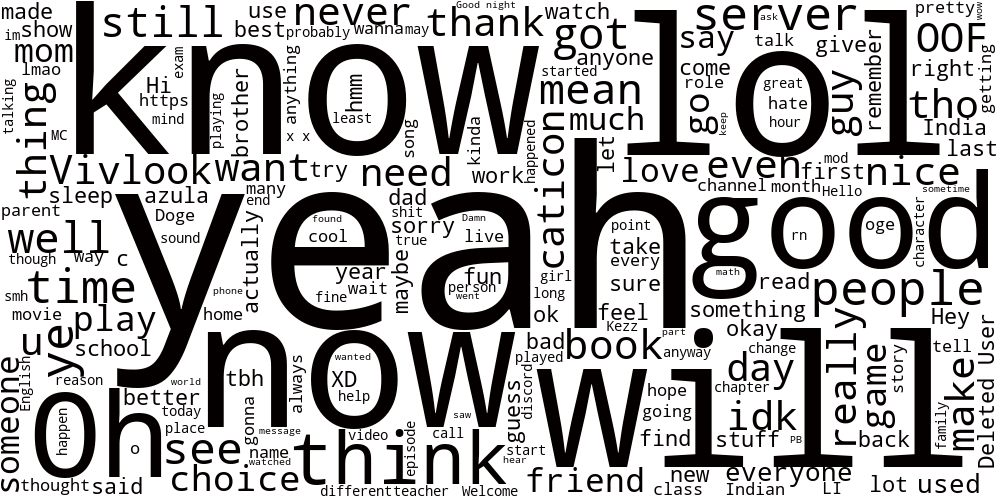 made
use
never
thank
Good night
watch
server
pretty
wow
im
show
still
best
probably
wanna
may
got
say
ask
talk
give
OOF
mom
know
lol
anyone
come
right
getting
talking
lmao
Hi
exam
https
mind
playing
brother
anything
hmm
least
x x
song
kinda
started
mean
much
happened
role
go
keep
great
hate
hour
guy
remember
tho
India
last
MC
thing
Vivlook
want
try
need
work
let
love
even
mod
first
nice
sleep
azula
many
end
dad
caticon
channel
month
Hello
sometime
parent
Doge
yeah
found
cool
shit
sorry
true
Damn
live
point
good
rn
oge
character
well
sound
actually
take
every
though
way
c
year
wait
maybe
fun
person
went
girl
sure
math
read
people
smh
time
phone
fine
long
movie
play
home
ok
feel
something
Hey
u
ye
school
now
wanted
Kezz
part
okay
bad
book
anyway
change
really
game
story
tell
make
Deleted User
someone
English
reason
world
tbh
always
XD
help
played
discord
guess
will
day
chapter
hope
going
idk
family
Oh
happen
o
better
today
place
gonna
message
saw
see
name
watched
think
video
episode
call
start
hear
find
stuff
PB
back
thought
said
choice
different
teacher
Welcome
friend
new
class
everyone
Indian
LI
lot
used